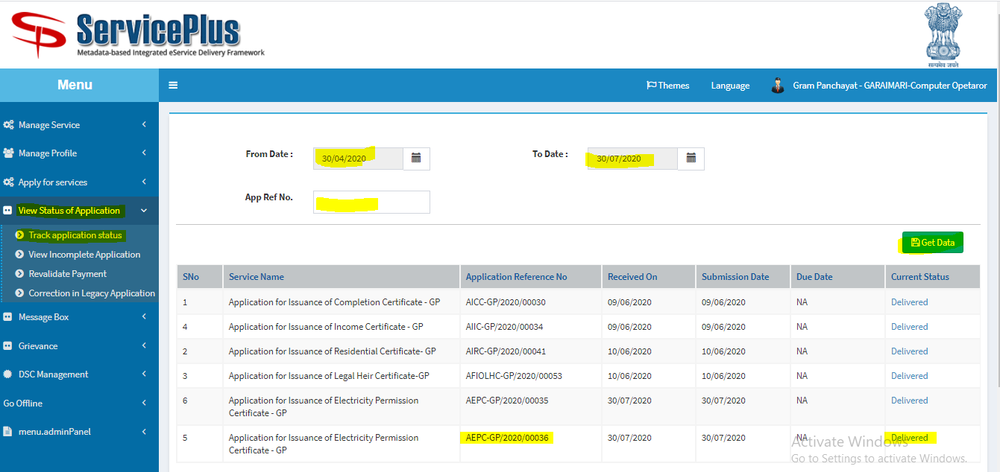 ServicePlus
Metadata-based Integrated eService Delivery Framework
सत्यमेव जयते
Menu
Themes
Language
Gram Panchayat - GARAIMARI-Computer Opetaror
Manage Service
Manage Profile
Apply for services
View Status of Application
Track application status
View Incomplete Application
Revalidate Payment
Correction in Legacy Application
Message Box
Grievance
DSC Management
Go Offline
menu.adminPanel
From Date : 30/04/2020 To Date : 30/07/2020
App Ref No.
Get Data
SNo Service Name Application Reference No Received On Submission Date Due Date Current Status
1 Application for Issuance of Completion Certificate - GP AICC-GP/2020/00030 09/06/2020 09/06/2020 NA Delivered
4 Application for Issuance of Income Certificate - GP AIIC-GP/2020/00034 09/06/2020 09/06/2020 NA Delivered
2 Application for Issuance of Residential Certificate- GP AIRC-GP/2020/00041 10/06/2020 10/06/2020 NA Delivered
3 Application for Issuance of Legal Heir Certificate-GP AFIOLHC-GP/2020/00053 10/06/2020 10/06/2020 NA Delivered
6 Application for Issuance of Electricity Permission AEPC-GP/2020/00035 30/07/2020 30/07/2020 NA Delivered
Certificate - GP
5 Application for Issuance of Electricity Permission AEPC-GP/2020/00036 30/07/2020 30/07/2020 NA Delivered
Certificate - GP
Activate Windows
Go to Settings to activate Windows.